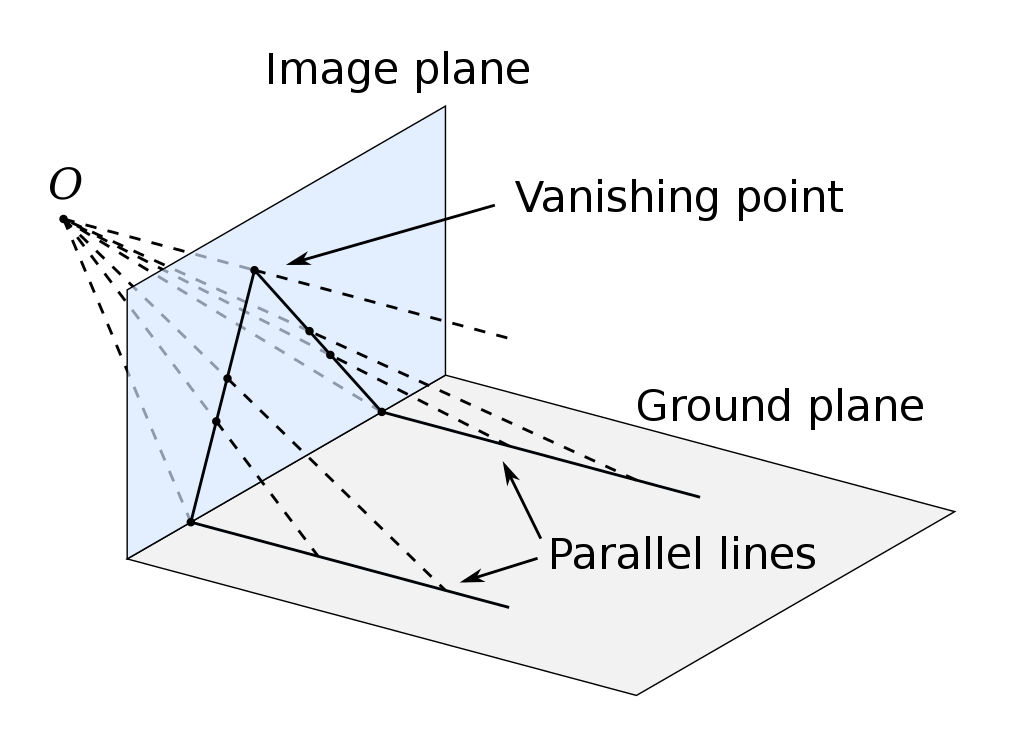 Image plane
O
Vanishing point
Ground plane
Parallel lines